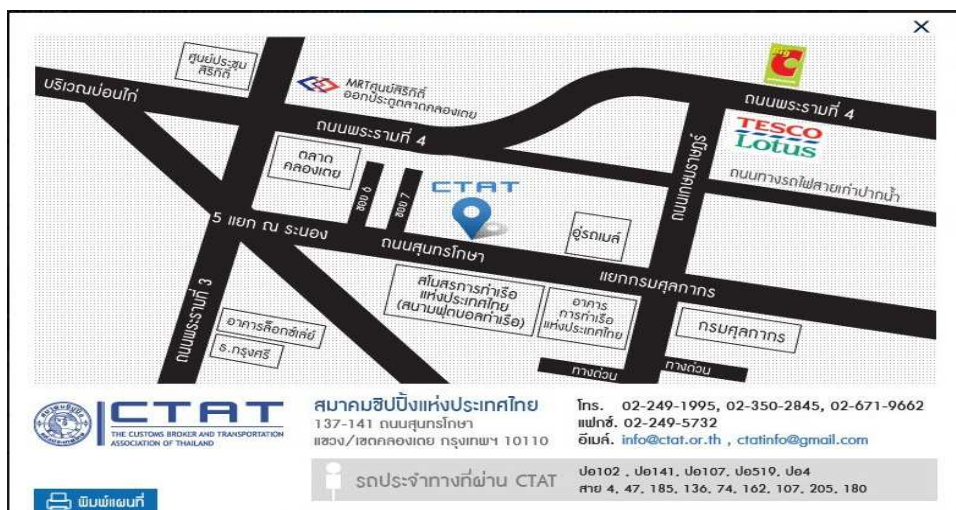 ศูนย์ประชุม
สิริกิติ์
บริเวณบ่อนไก่
MRTศูนย์สิริกิติ์
ออกประตูตลาดคลองเตย
C
ถนนพระรามที่ 4
ถนนพระรามที่ 4
TESCO
Lotus
ตลาด
คลองเตย
ซอย 6
ซอย 7
CTAT
ถนนเกษมราษฎร์
ถนนทางรถไฟสายเก่าปากน้ำ
5 แยก ณ ระนอง
ถนนสุนทรโกษา
อู่รถเมล์
แยกกรมศุลกากร
สโมสรการท่าเรือ
แห่งประเทศไทย
(สนามฟุตบอลท่าเรือ)
อาคาร
การท่าเรือ
แห่งประเทศไทย
กรมศุลกากร
ถนนพระรามที่ 3
อาคารล็อกซ์เล่ย์
ธ.กรุงศรี
ทางด่วน
ทางด่วน
CTAT
THE CUSTOMS BROKER AND TRANSPORTATION
ASSOCIATION OF THAILAND
สมาคมชิปปิ้งแห่งประเทศไทย
137-141 ถนนสุนทรโกษา
แขวง/เขตคลองเตย กรุงเทพฯ 10110
โทร. 02-249-1995, 02-350-2845, 02-671-9662
แฟกซ์. 02-249-5732
อีเมล์. info@ctat.or.th , ctatinfo@gmail.com
รถประจำทางที่ผ่าน CTAT
ปอ102 , ปอ141, ปอ107, ปอ519, ปอ4
สาย 4, 47, 185, 136, 74, 162, 107, 205, 180
พิมพ์แผนที่